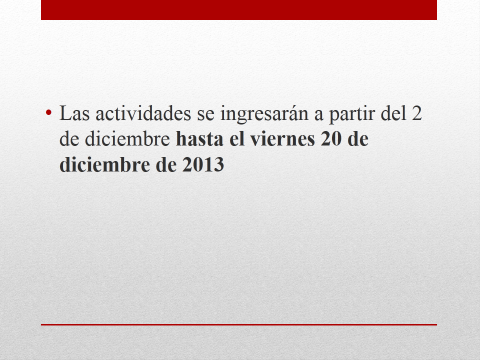 • Las actividades se ingresarán a partir del 2
de diciembre hasta el viernes 20 de
diciembre de 2013